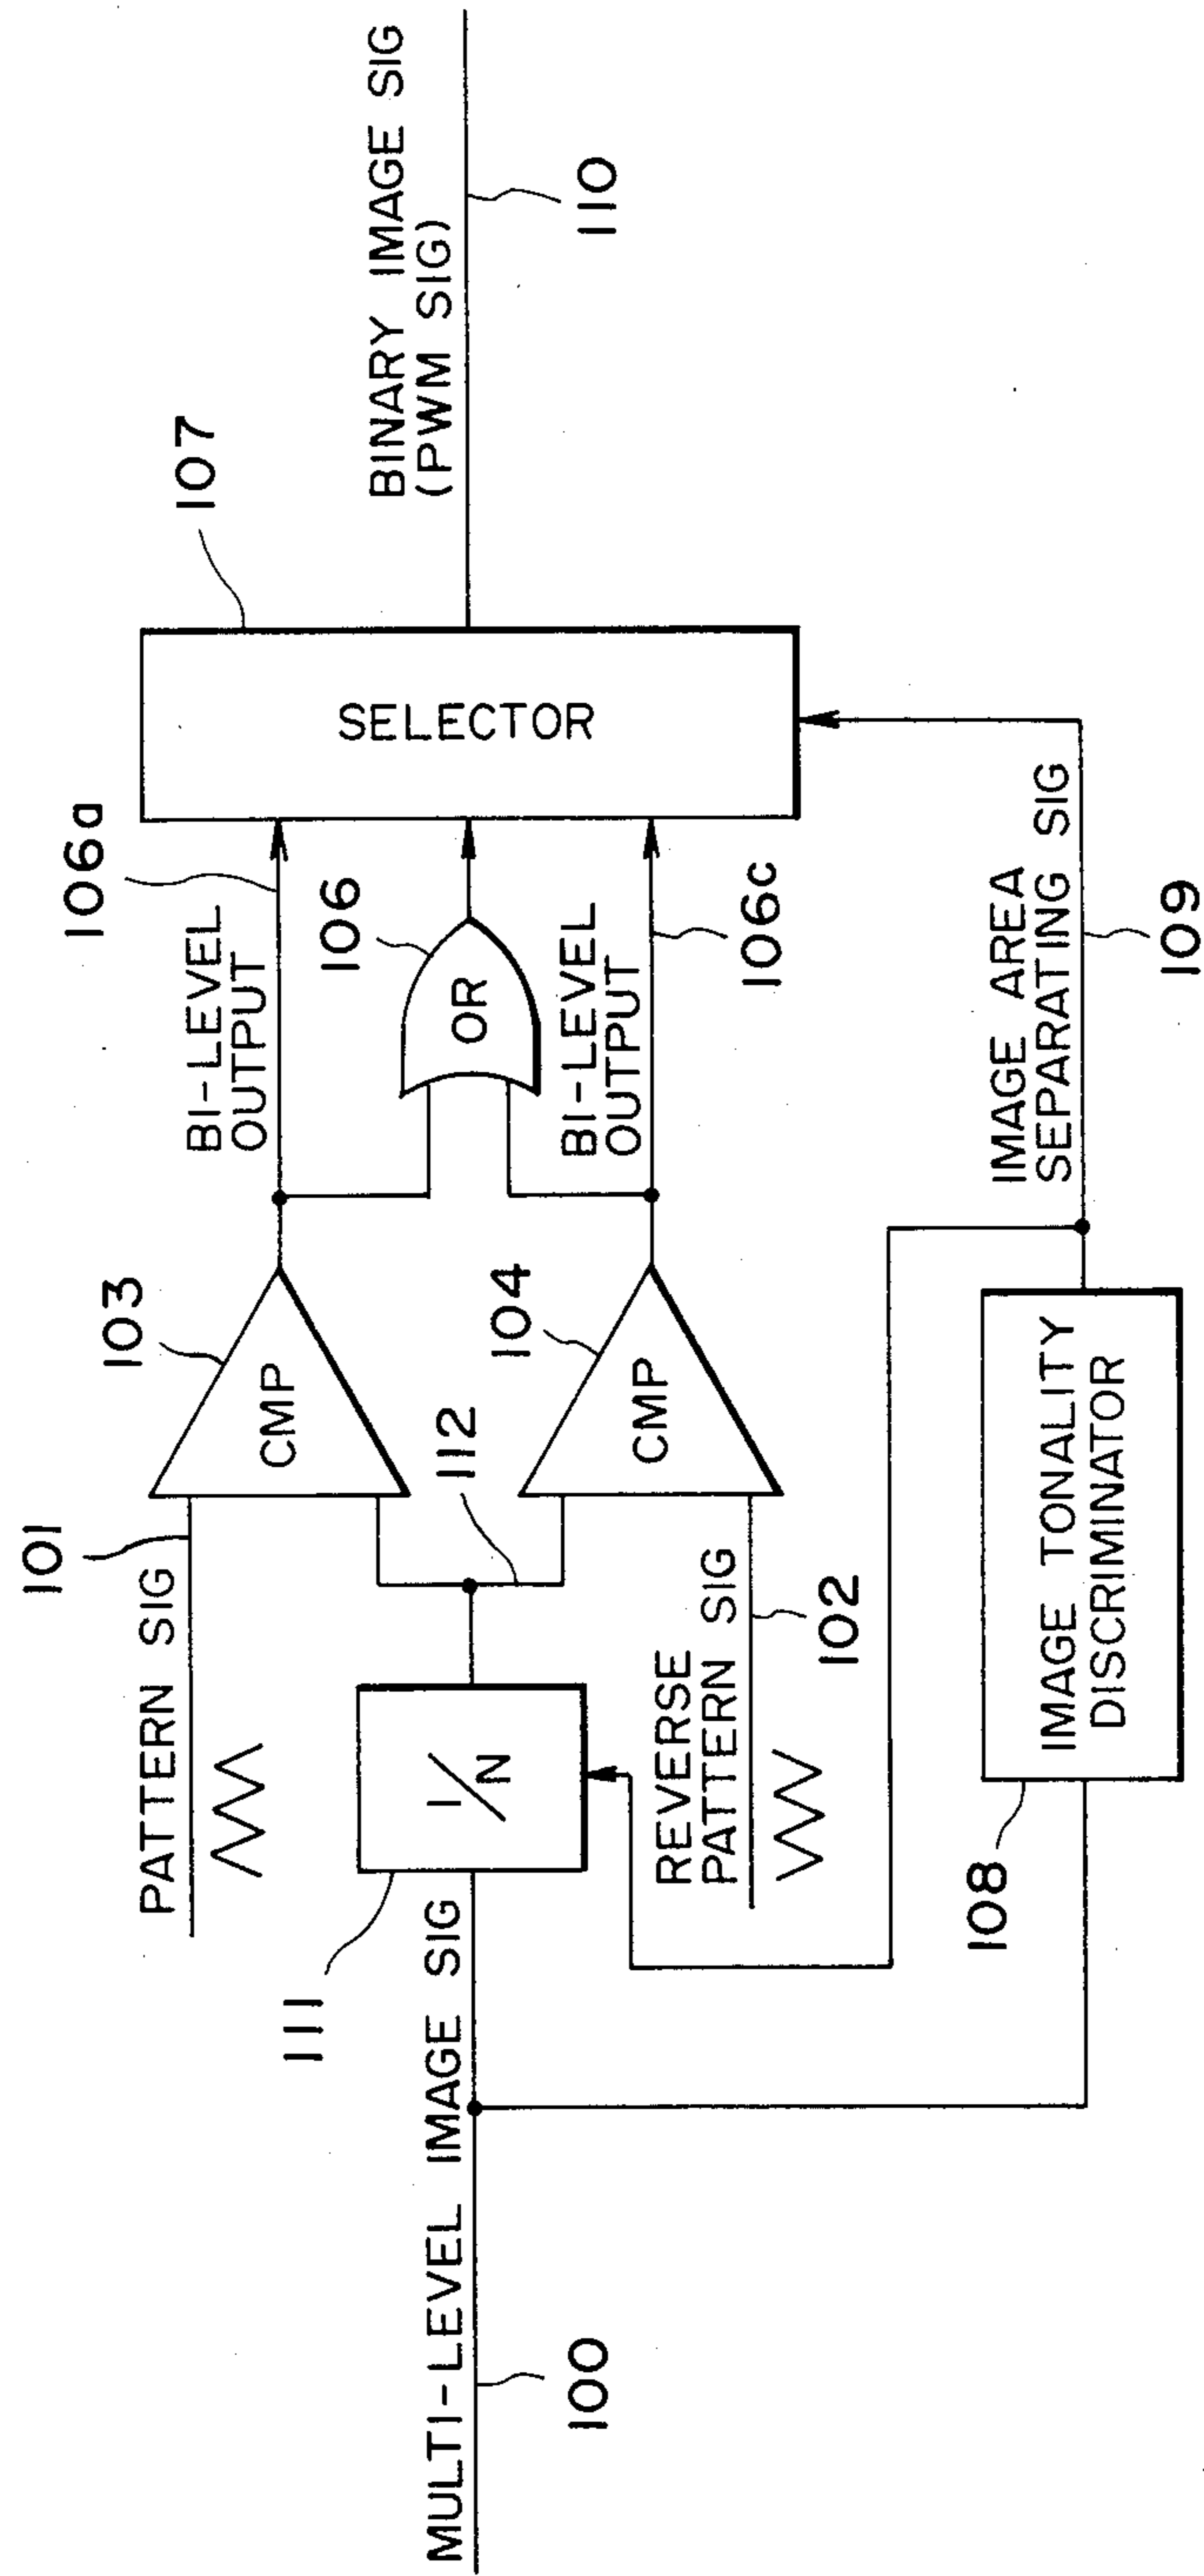 MULTI-LEVEL IMAGE SIG
100
111
1/N
PATTERN SIG
101
103
CMP
112
REVERSE
PATTERN SIG
102
104
CMP
BI-LEVEL
OUTPUT
106a
106
OR
BI-LEVEL
OUTPUT
106c
107
SELECTOR
BINARY IMAGE SIG
(PWM SIG)
110
108
IMAGE TONALITY
DISCRIMINATOR
IMAGE AREA
SEPARATING SIG
109